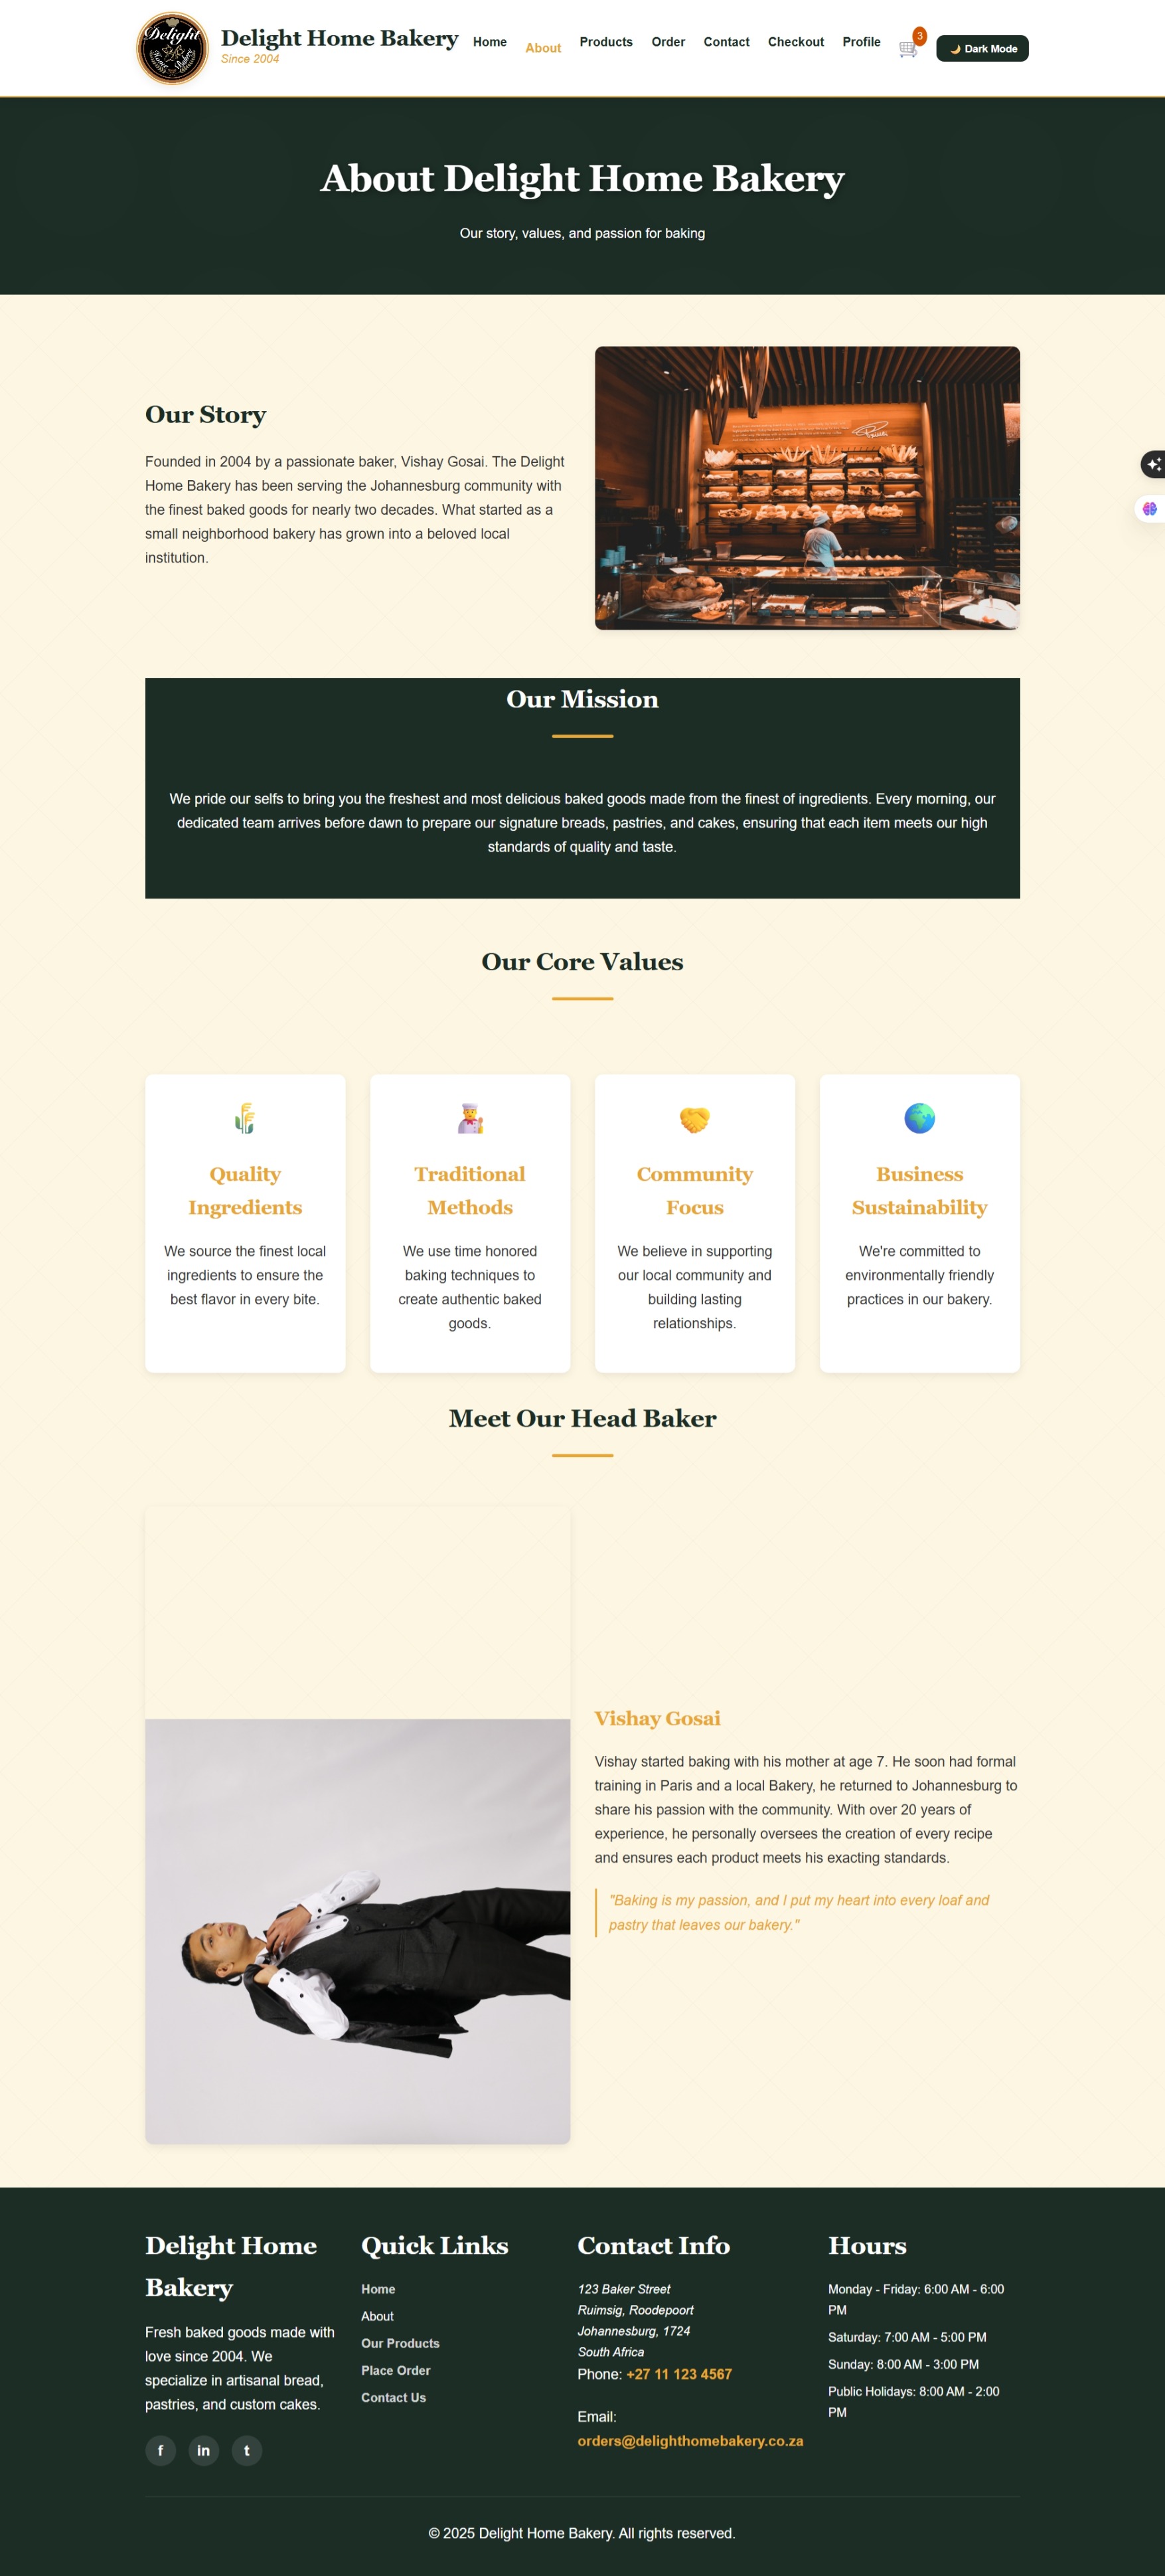 Delight
Home Bakery
Delight Home Bakery
Since 2004
Home
About
Products
Order
Contact
Checkout
Profile
3
Dark Mode
About Delight Home Bakery
Our story, values, and passion for baking
Our Story
Founded in 2004 by a passionate baker, Vishay Gosai. The Delight
Home Bakery has been serving the Johannesburg community with
the finest baked goods for nearly two decades. What started as a
small neighborhood bakery has grown into a beloved local
institution.
Our Mission
We pride our selfs to bring you the freshest and most delicious baked goods made from the finest of ingredients. Every morning, our
dedicated team arrives before dawn to prepare our signature breads, pastries, and cakes, ensuring that each item meets our high
standards of quality and taste.
Our Core Values
Quality
Ingredients
We source the finest local
ingredients to ensure the
best flavor in every bite.
Traditional
Methods
We use time honored
baking techniques to
create authentic baked
goods.
Community
Focus
We believe in supporting
our local community and
building lasting
relationships.
Business
Sustainability
We're committed to
environmentally friendly
practices in our bakery.
Meet Our Head Baker
Vishay Gosai
Vishay started baking with his mother at age 7. He soon had formal
training in Paris and a local Bakery, he returned to Johannesburg to
share his passion with the community. With over 20 years of
experience, he personally oversees the creation of every recipe
and ensures each product meets his exacting standards.
"Baking is my passion, and I put my heart into every loaf and
pastry that leaves our bakery."
Delight Home
Bakery
Fresh baked goods made with
love since 2004. We
specialize in artisanal bread,
pastries, and custom cakes.
f
in
t
Quick Links
Home
About
Our Products
Place Order
Contact Us
Contact Info
123 Baker Street
Ruimsig, Roodepoort
Johannesburg, 1724
South Africa
Phone: +27 11 123 4567
Email:
orders@delighthomebakery.co.za
Hours
Monday - Friday: 6:00 AM - 6:00
PM
Saturday: 7:00 AM - 5:00 PM
Sunday: 8:00 AM - 3:00 PM
Public Holidays: 8:00 AM - 2:00
PM
© 2025 Delight Home Bakery. All rights reserved.